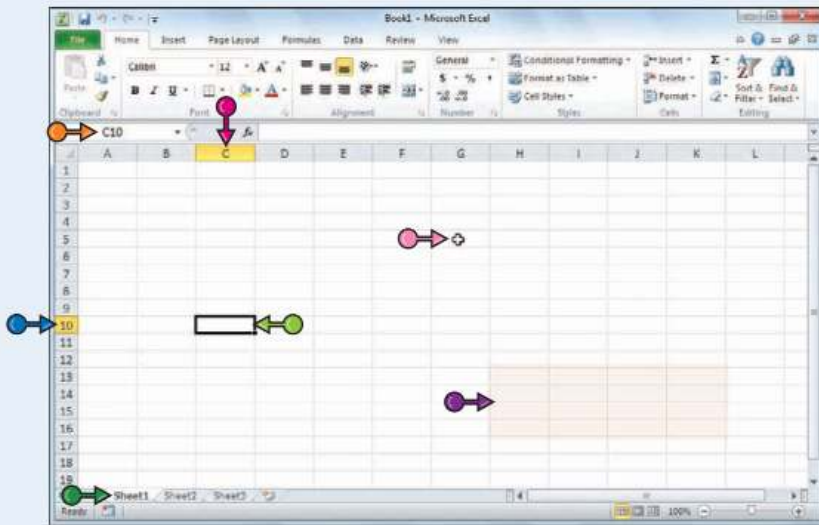 Book1 - Microsoft Excel
File Home Insert Page Layout Formulas Data Review View
Calibri 12 A A General Conditional Formatting Insert Σ
Paste B I U A $ % , Format as Table Delete Sort & Find &
.0 .00 Cell Styles Format Filter Select
Clipboard Font Alignment Number Styles Cells Editing
C10 fx
A B C D E F G H I J K L
1
2
3
4
5
6
7
8
9
10
11
12
13
14
15
16
17
18
19
Sheet1 Sheet2 Sheet3
Ready 100%